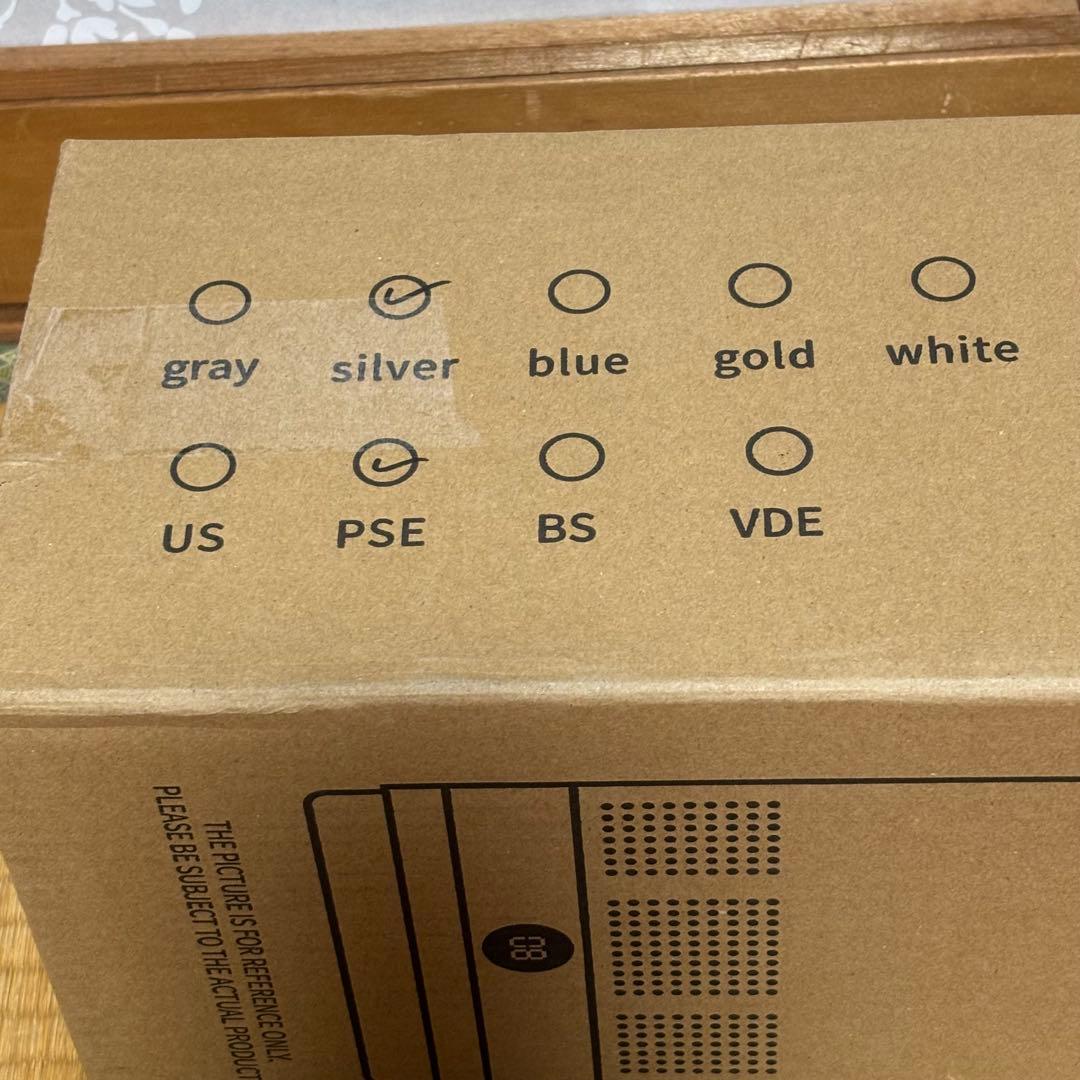 gray silver blue gold white
US PSE BS VDE
THE PICTURE IS FOR REFERENCE ONLY.
PLEASE BE SUBJECT TO THE ACTUAL PRODUCT
08